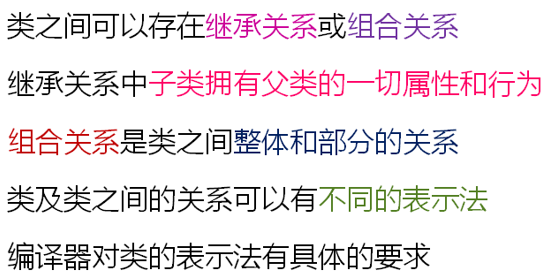 类之间可以存在继承关系或组合关系
继承关系中子类拥有父类的一切属性和行为
组合关系是类之间整体和部分的关系
类及类之间的关系可以有不同的表示法
编译器对类的表示法有具体的要求